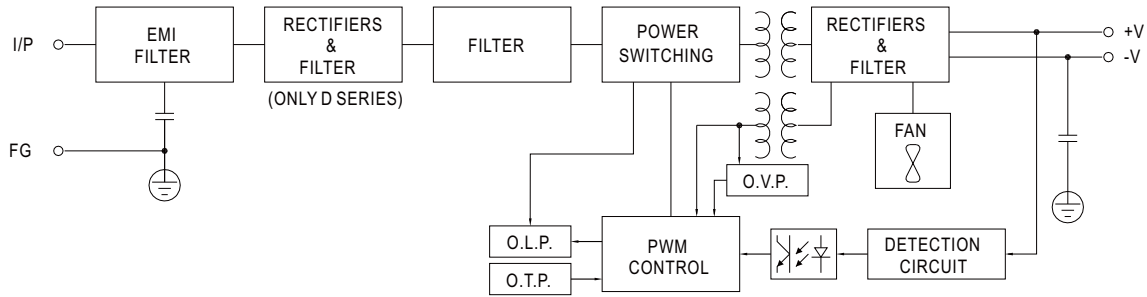 I/P
EMI
FILTER
RECTIFIERS
&
FILTER
(ONLY D SERIES)
FILTER
POWER
SWITCHING
RECTIFIERS
&
FILTER
+V
-V
FG
FAN
O.V.P.
O.L.P.
O.T.P.
PWM
CONTROL
DETECTION
CIRCUIT